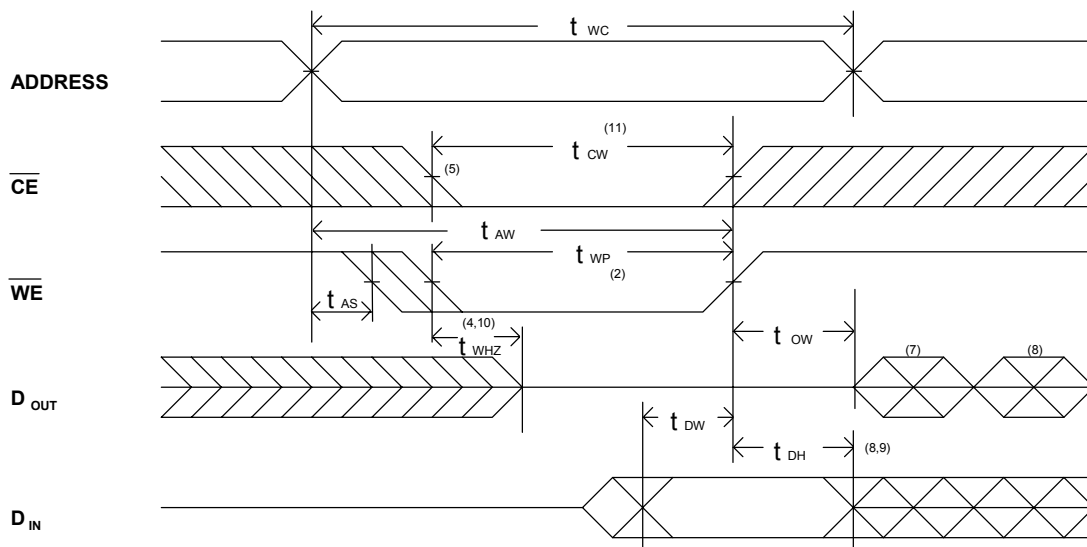 t WC
ADDRESS
(11)
t CW
CE
(5)
t AW
t WP
(2)
WE
t AS
(4,10)
t WHZ
t OW
(7)
(8)
D OUT
t DW
t DH
(8,9)
D IN